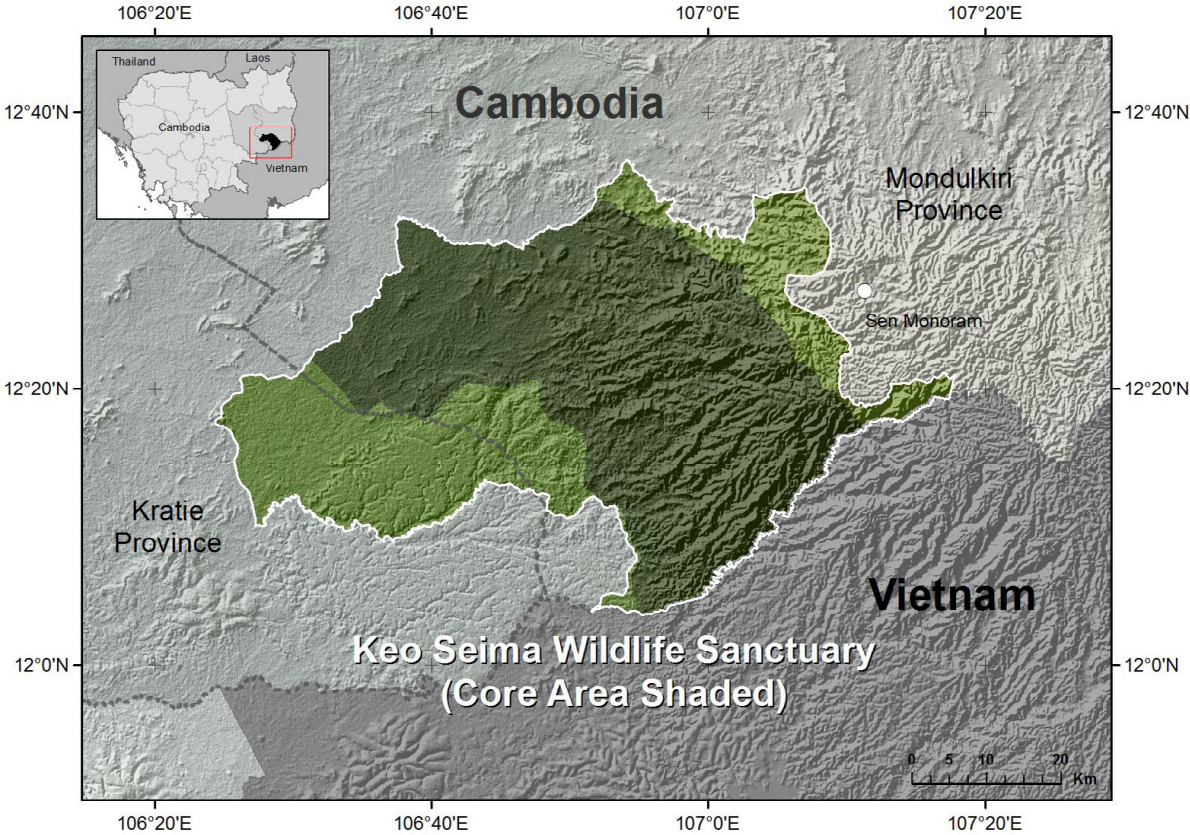 106°20'E
106°40'E
107°0'E
107°20'E
Thailand
Laos
Cambodia
Vietnam
12°40'N
Cambodia
12°40'N
Mondulkiri
Province
Sen Monoram
12°20'N
12°20'N
Kratie
Province
Vietnam
12°0'N
Keo Seima Wildlife Sanctuary
(Core Area Shaded)
12°0'N
0 5 10 20
Km
106°20'E
106°40'E
107°0'E
107°20'E